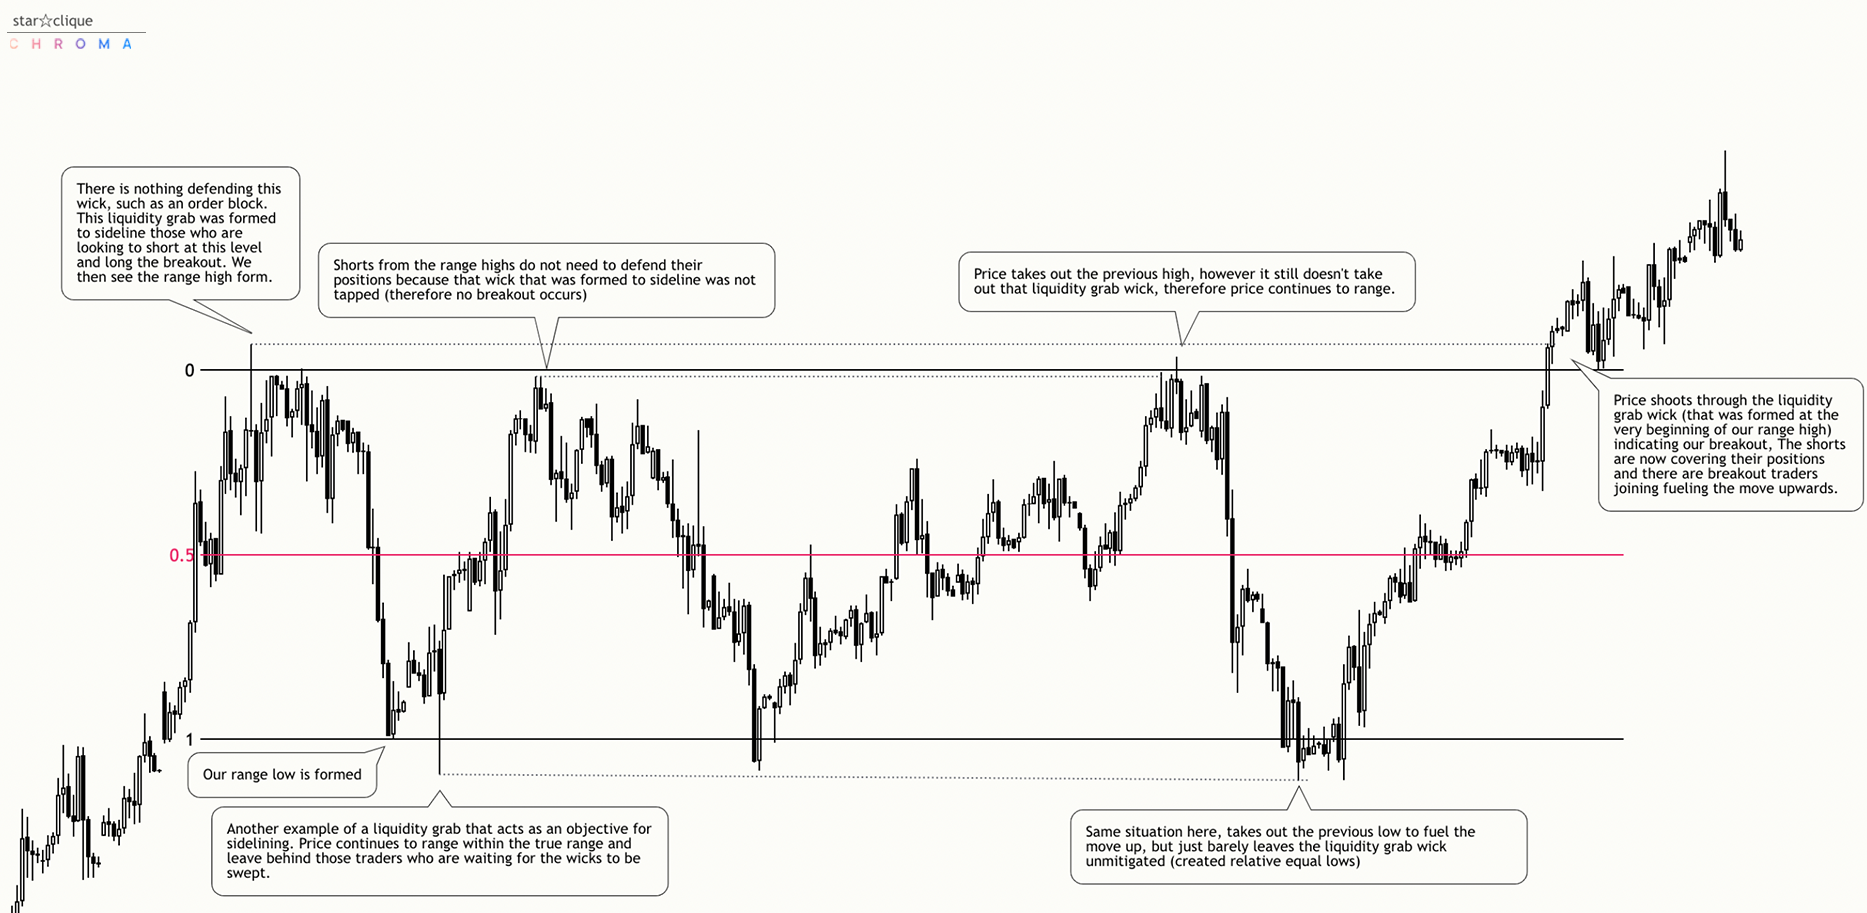 star☆clique
CHROMA
There is nothing defending this
wick, such as an order block.
This liquidity grab was formed
to sideline those who are
looking to short at this level
and long the breakout. We
then see the range high form.
Shorts from the range highs do not need to defend their
positions because that wick that was formed to sideline was not
tapped (therefore no breakout occurs)
Price takes out the previous high, however it still doesn't take
out that liquidity grab wick, therefore price continues to range.
0
Price shoots through the liquidity
grab wick (that was formed at the
very beginning of our range high)
indicating our breakout, The shorts
are now covering their positions
and there are breakout traders
joining fueling the move upwards.
0.5
1
Our range low is formed
Another example of a liquidity grab that acts as an objective for
sidelining. Price continues to range within the true range and
leave behind those traders who are waiting for the wicks to be
swept.
Same situation here, takes out the previous low to fuel the
move up, but just barely leaves the liquidity grab wick
unmitigated (created relative equal lows)